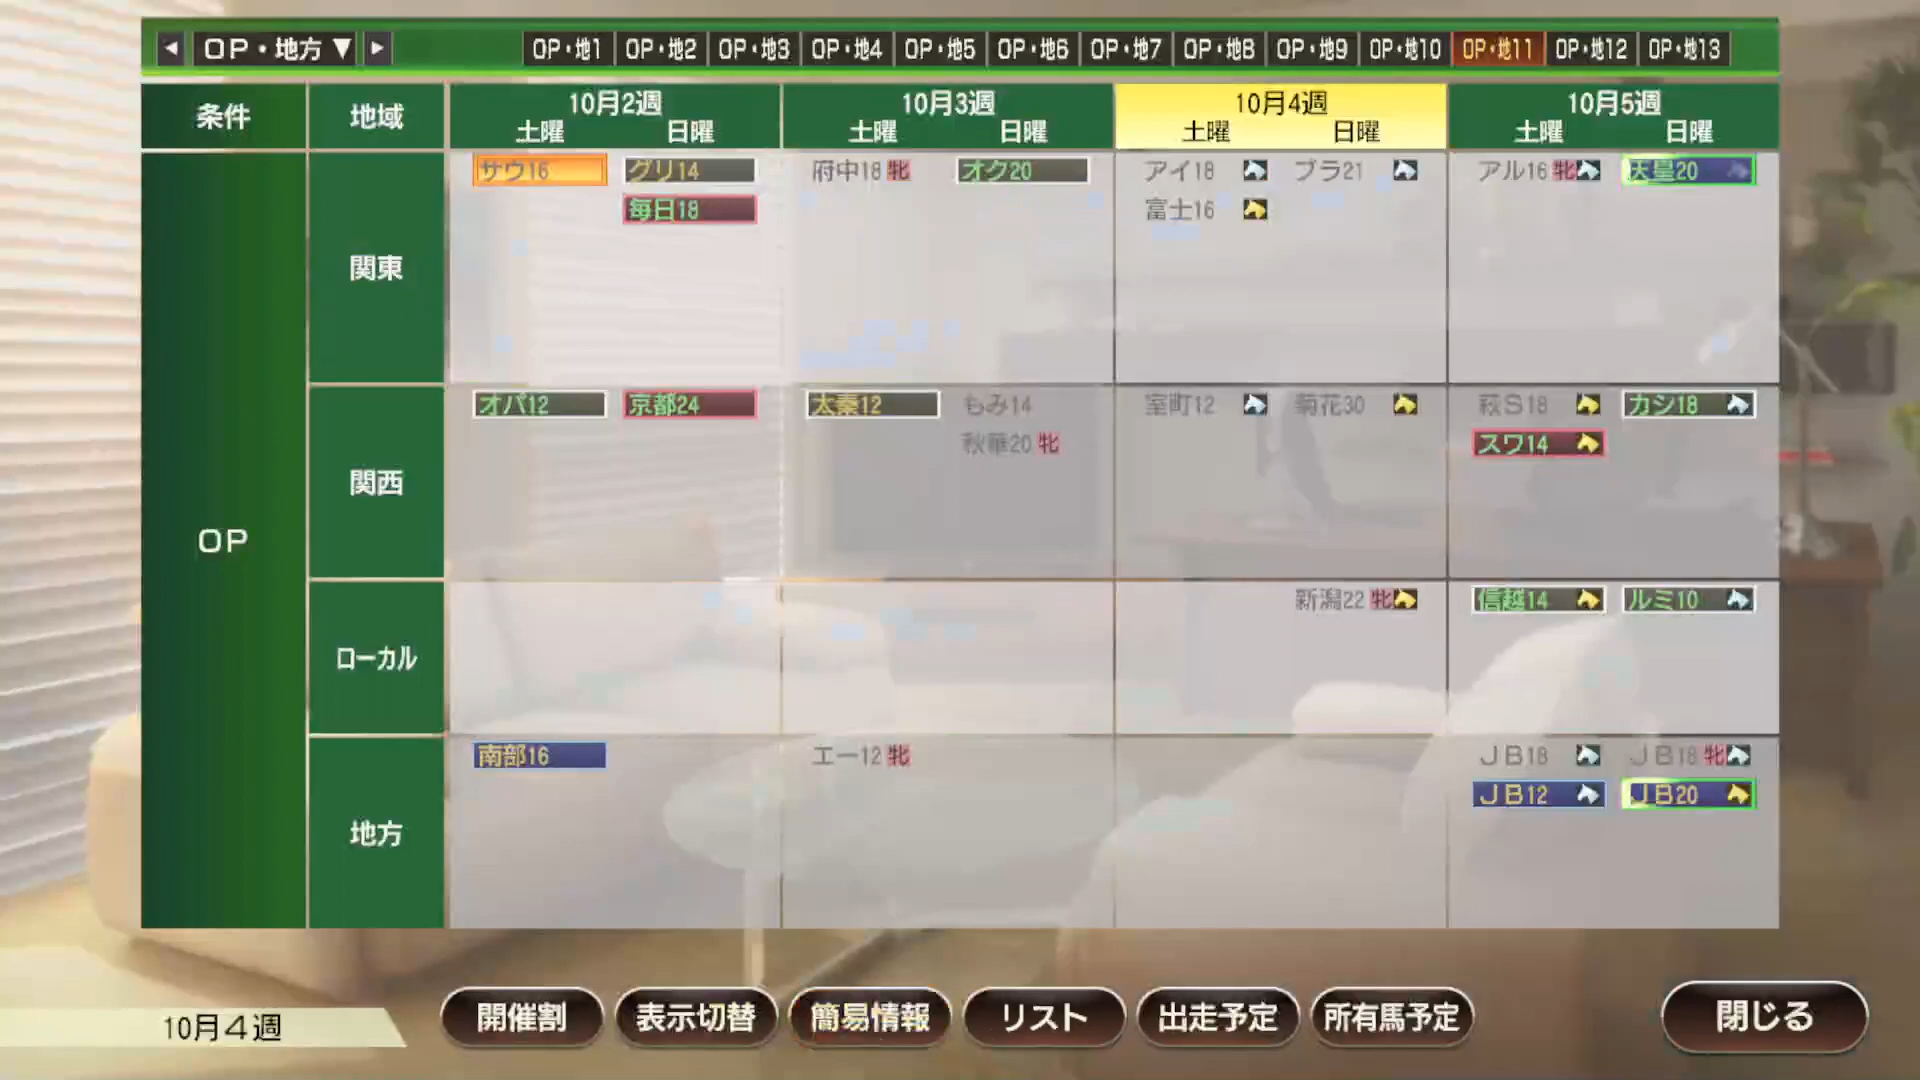 ◀ OP・地方▼ ▶ OP・地1 OP・地2 OP・地3 OP・地4 OP・地5 OP・地6 OP・地7 OP・地8 OP・地9 OP・地10 OP・地11 OP・地12 OP・地13
条件 地域 10月2週 10月3週 10月4週 10月5週
土曜 日曜 土曜 日曜 土曜 日曜 土曜 日曜
OP
関東
サウ16 グリ14 府中18 牝 オク20 アイ18 ブラ21 アル16 牝 天皇20
毎日18 富士16
関西
オパ12 京都24 太秦12 もみ14 室町12 菊花30 萩S18 カシ18
秋華20 牝 スワ14
ローカル
新潟22 牝 信越14 ルミ10
地方
南部16 エー12 牝 JB18 JB18 牝
JB12 JB20
10月4週
開催割 表示切替 簡易情報 リスト 出走予定 所有馬予定 閉じる